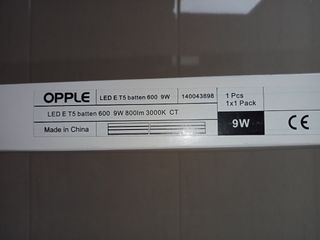 OPPLE LED E T5 batten 600 9W 140043898 1 Pcs
1x1 Pack
LED E T5 batten 600 9W 800lm 3000K CT
Made in China 9W CE